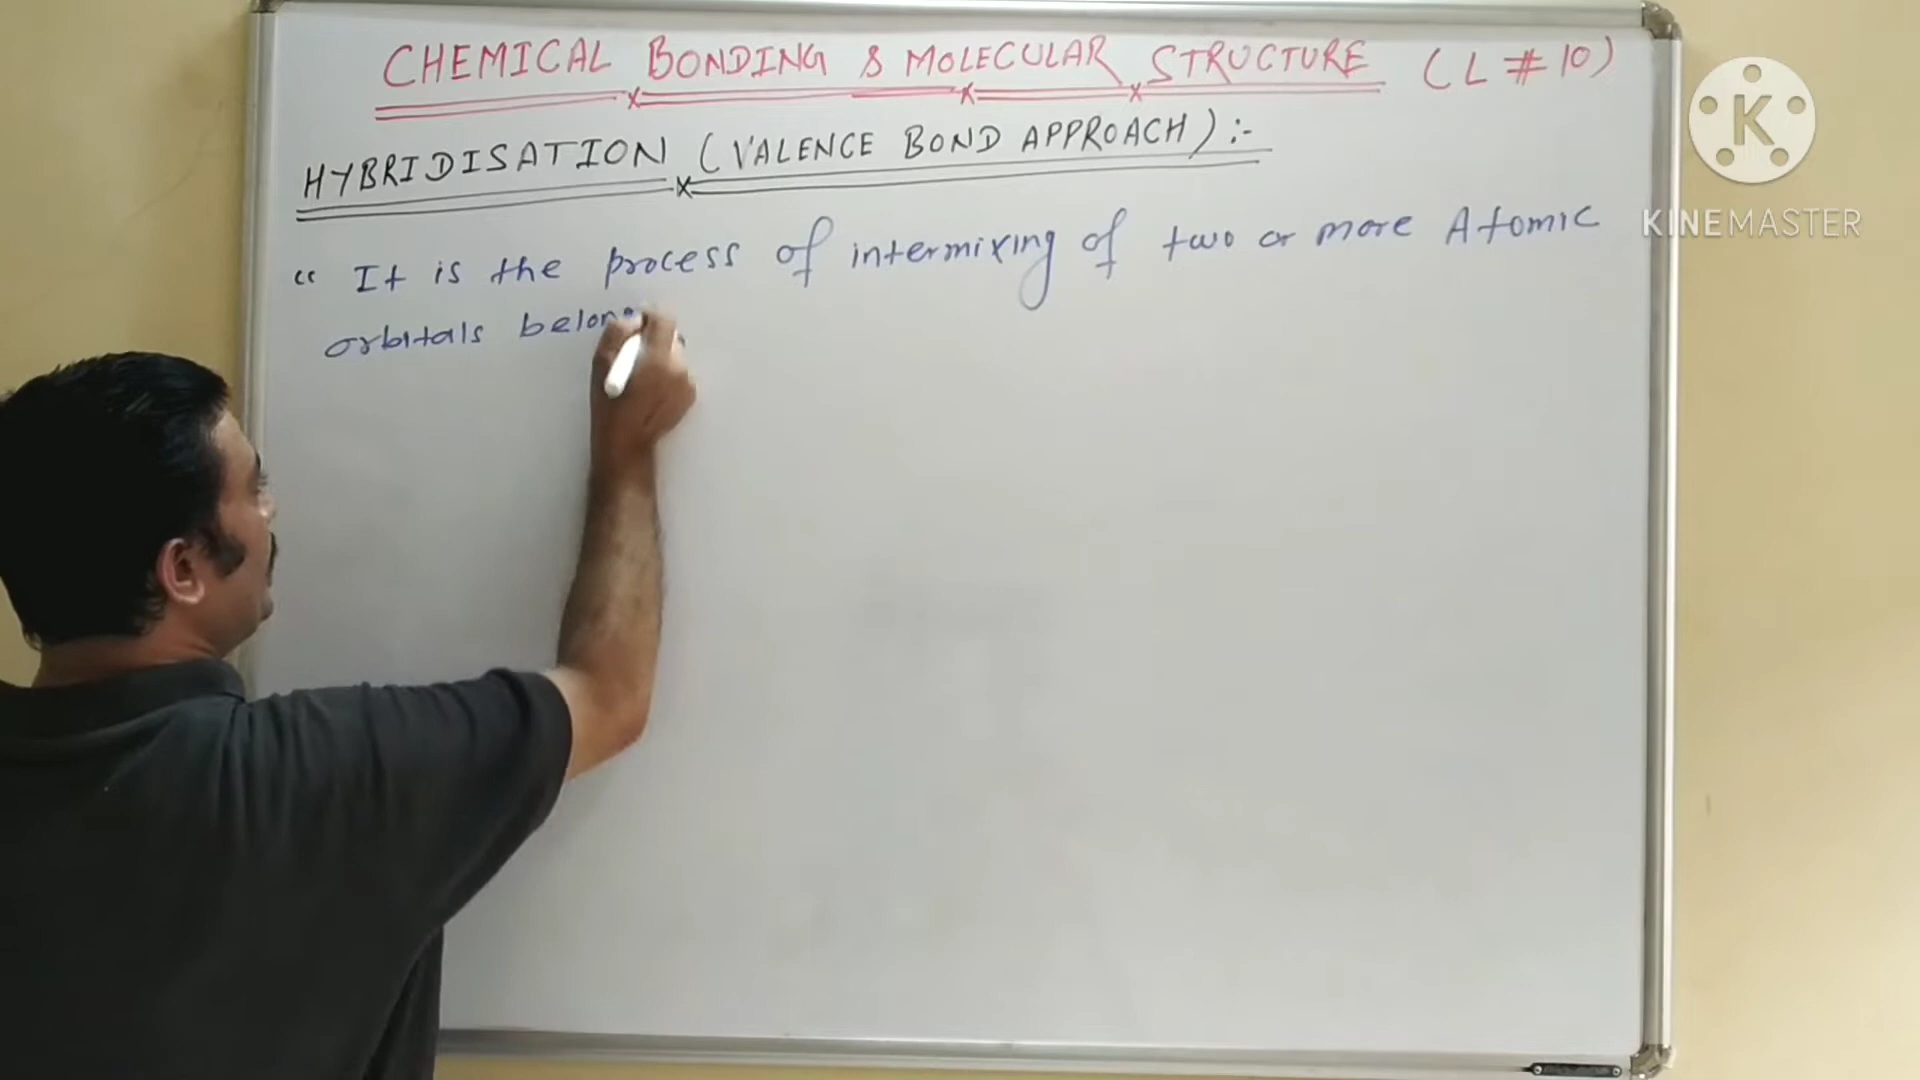 CHEMICAL BONDING & MOLECULAR STRUCTURE (L # 10)
HYBRIDISATION (VALENCE BOND APPROACH) :-
“ It is the process of intermixing of two or more Atomic
orbitals belong
K
KINEMASTER